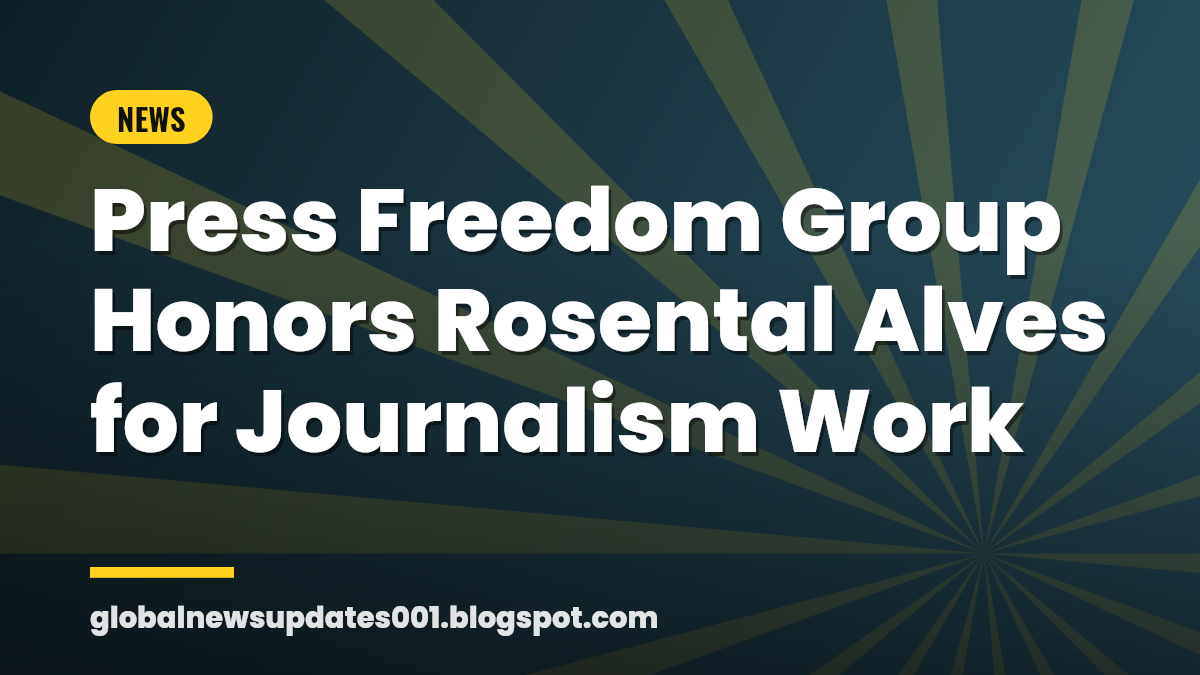 NEWS
Press Freedom Group
Honors Rosental Alves
for Journalism Work
globalnewsupdates001.blogspot.com